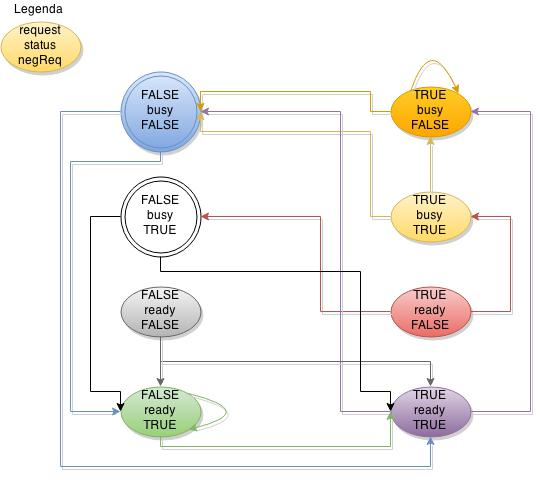 Legenda
request
status
negReq
FALSE
busy
FALSE
TRUE
busy
FALSE
FALSE
busy
TRUE
TRUE
busy
TRUE
FALSE
ready
FALSE
TRUE
ready
FALSE
FALSE
ready
TRUE
TRUE
ready
TRUE